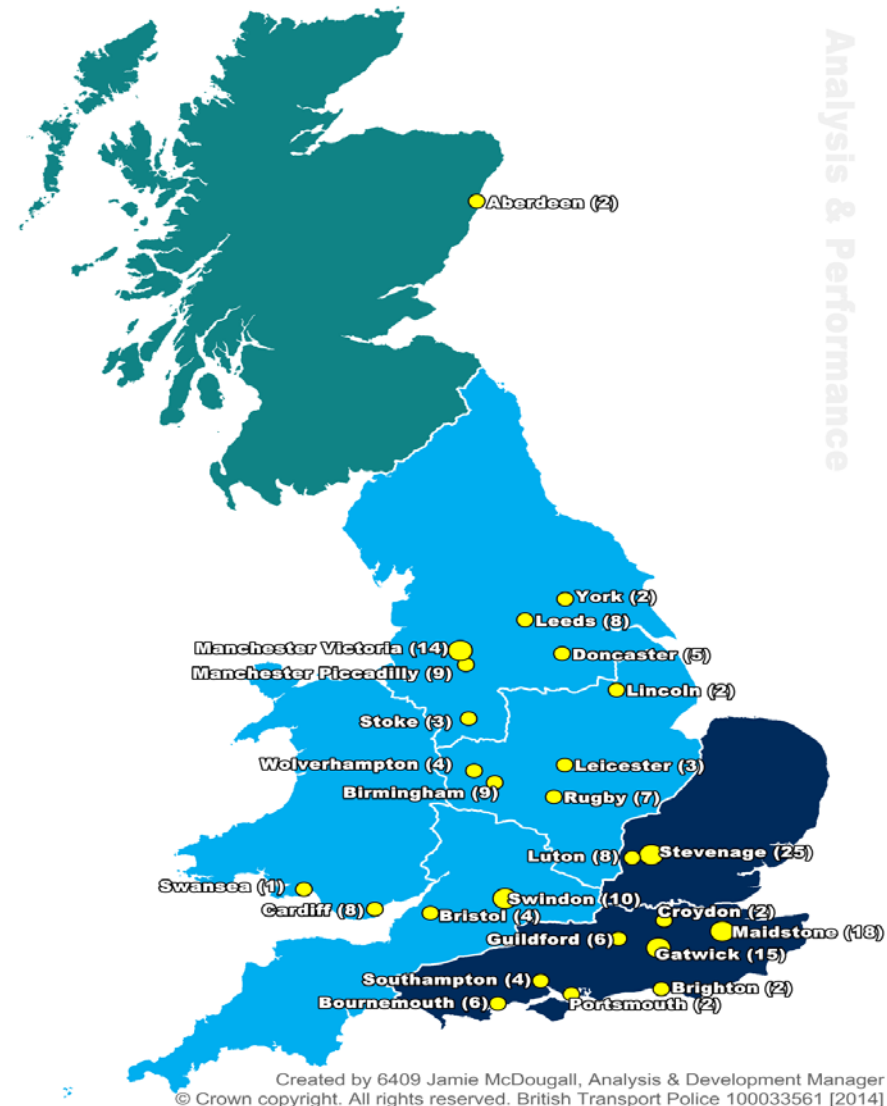 Analysis & Performance
Aberdeen (2)
York (2)
Leeds (8)
Manchester Victoria (14)
Doncaster (5)
Manchester Piccadilly (9)
Lincoln (2)
Stoke (3)
Wolverhampton (4)
Leicester (3)
Birmingham (9)
Rugby (7)
Luton (8)
Stevenage (25)
Swansea (1)
Swindon (10)
Cardiff (8)
Bristol (4)
Croydon (2)
Maidstone (18)
Guildford (6)
Gatwick (15)
Southampton (4)
Brighton (2)
Bournemouth (6)
Portsmouth (2)
Created by 6409 Jamie McDougall, Analysis & Development Manager
© Crown copyright. All rights reserved. British Transport Police 100033561 [2014]